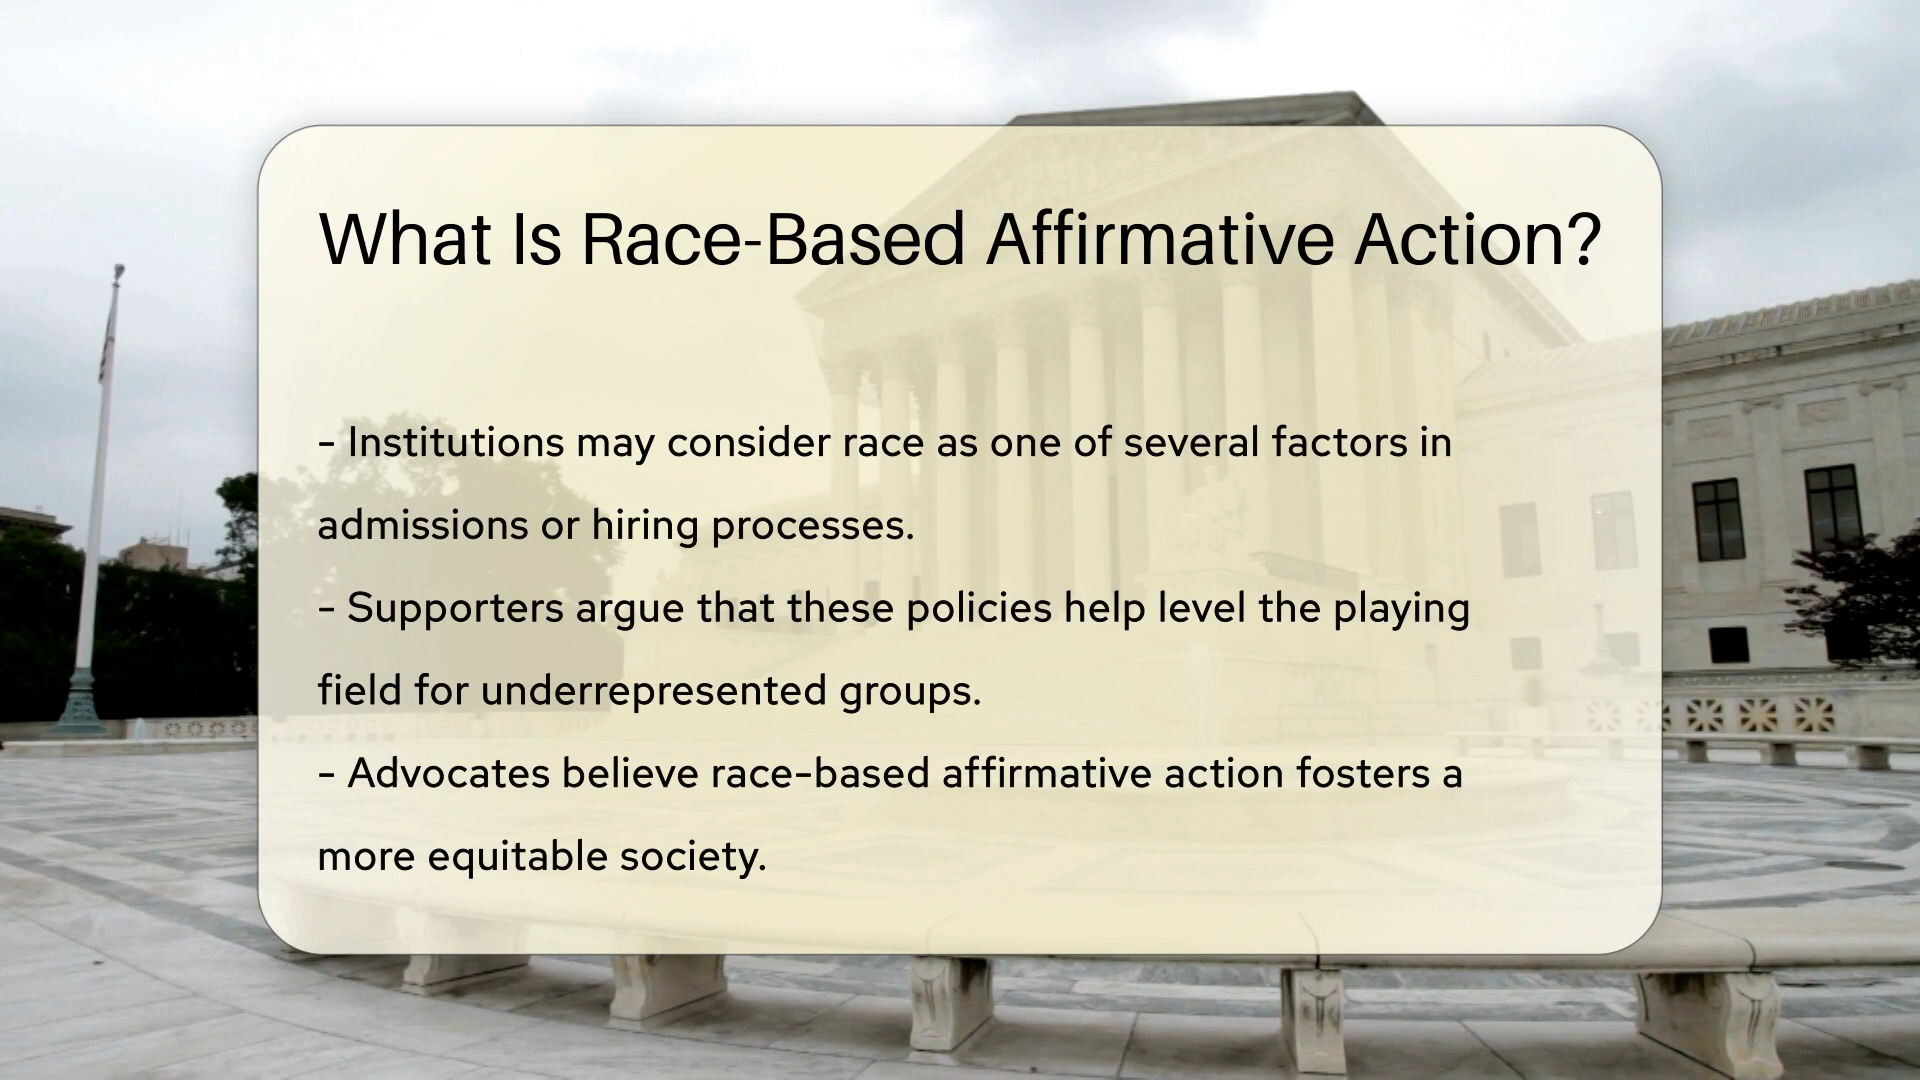 What Is Race-Based Affirmative Action?
- Institutions may consider race as one of several factors in
admissions or hiring processes.
- Supporters argue that these policies help level the playing
field for underrepresented groups.
- Advocates believe race-based affirmative action fosters a
more equitable society.